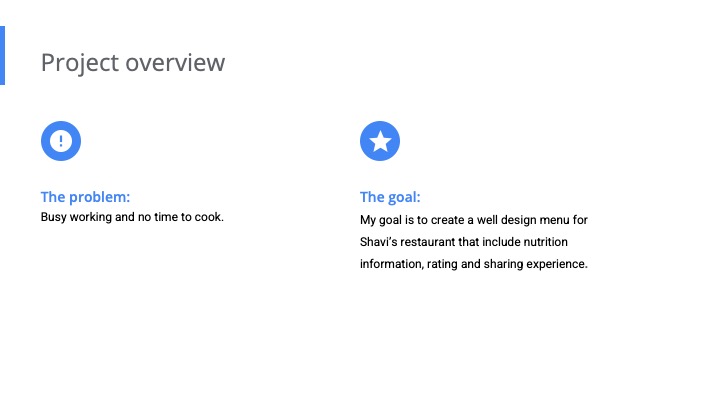 Project overview
The problem:
Busy working and no time to cook.
The goal:
My goal is to create a well design menu for
Shavi’s restaurant that include nutrition
information, rating and sharing experience.